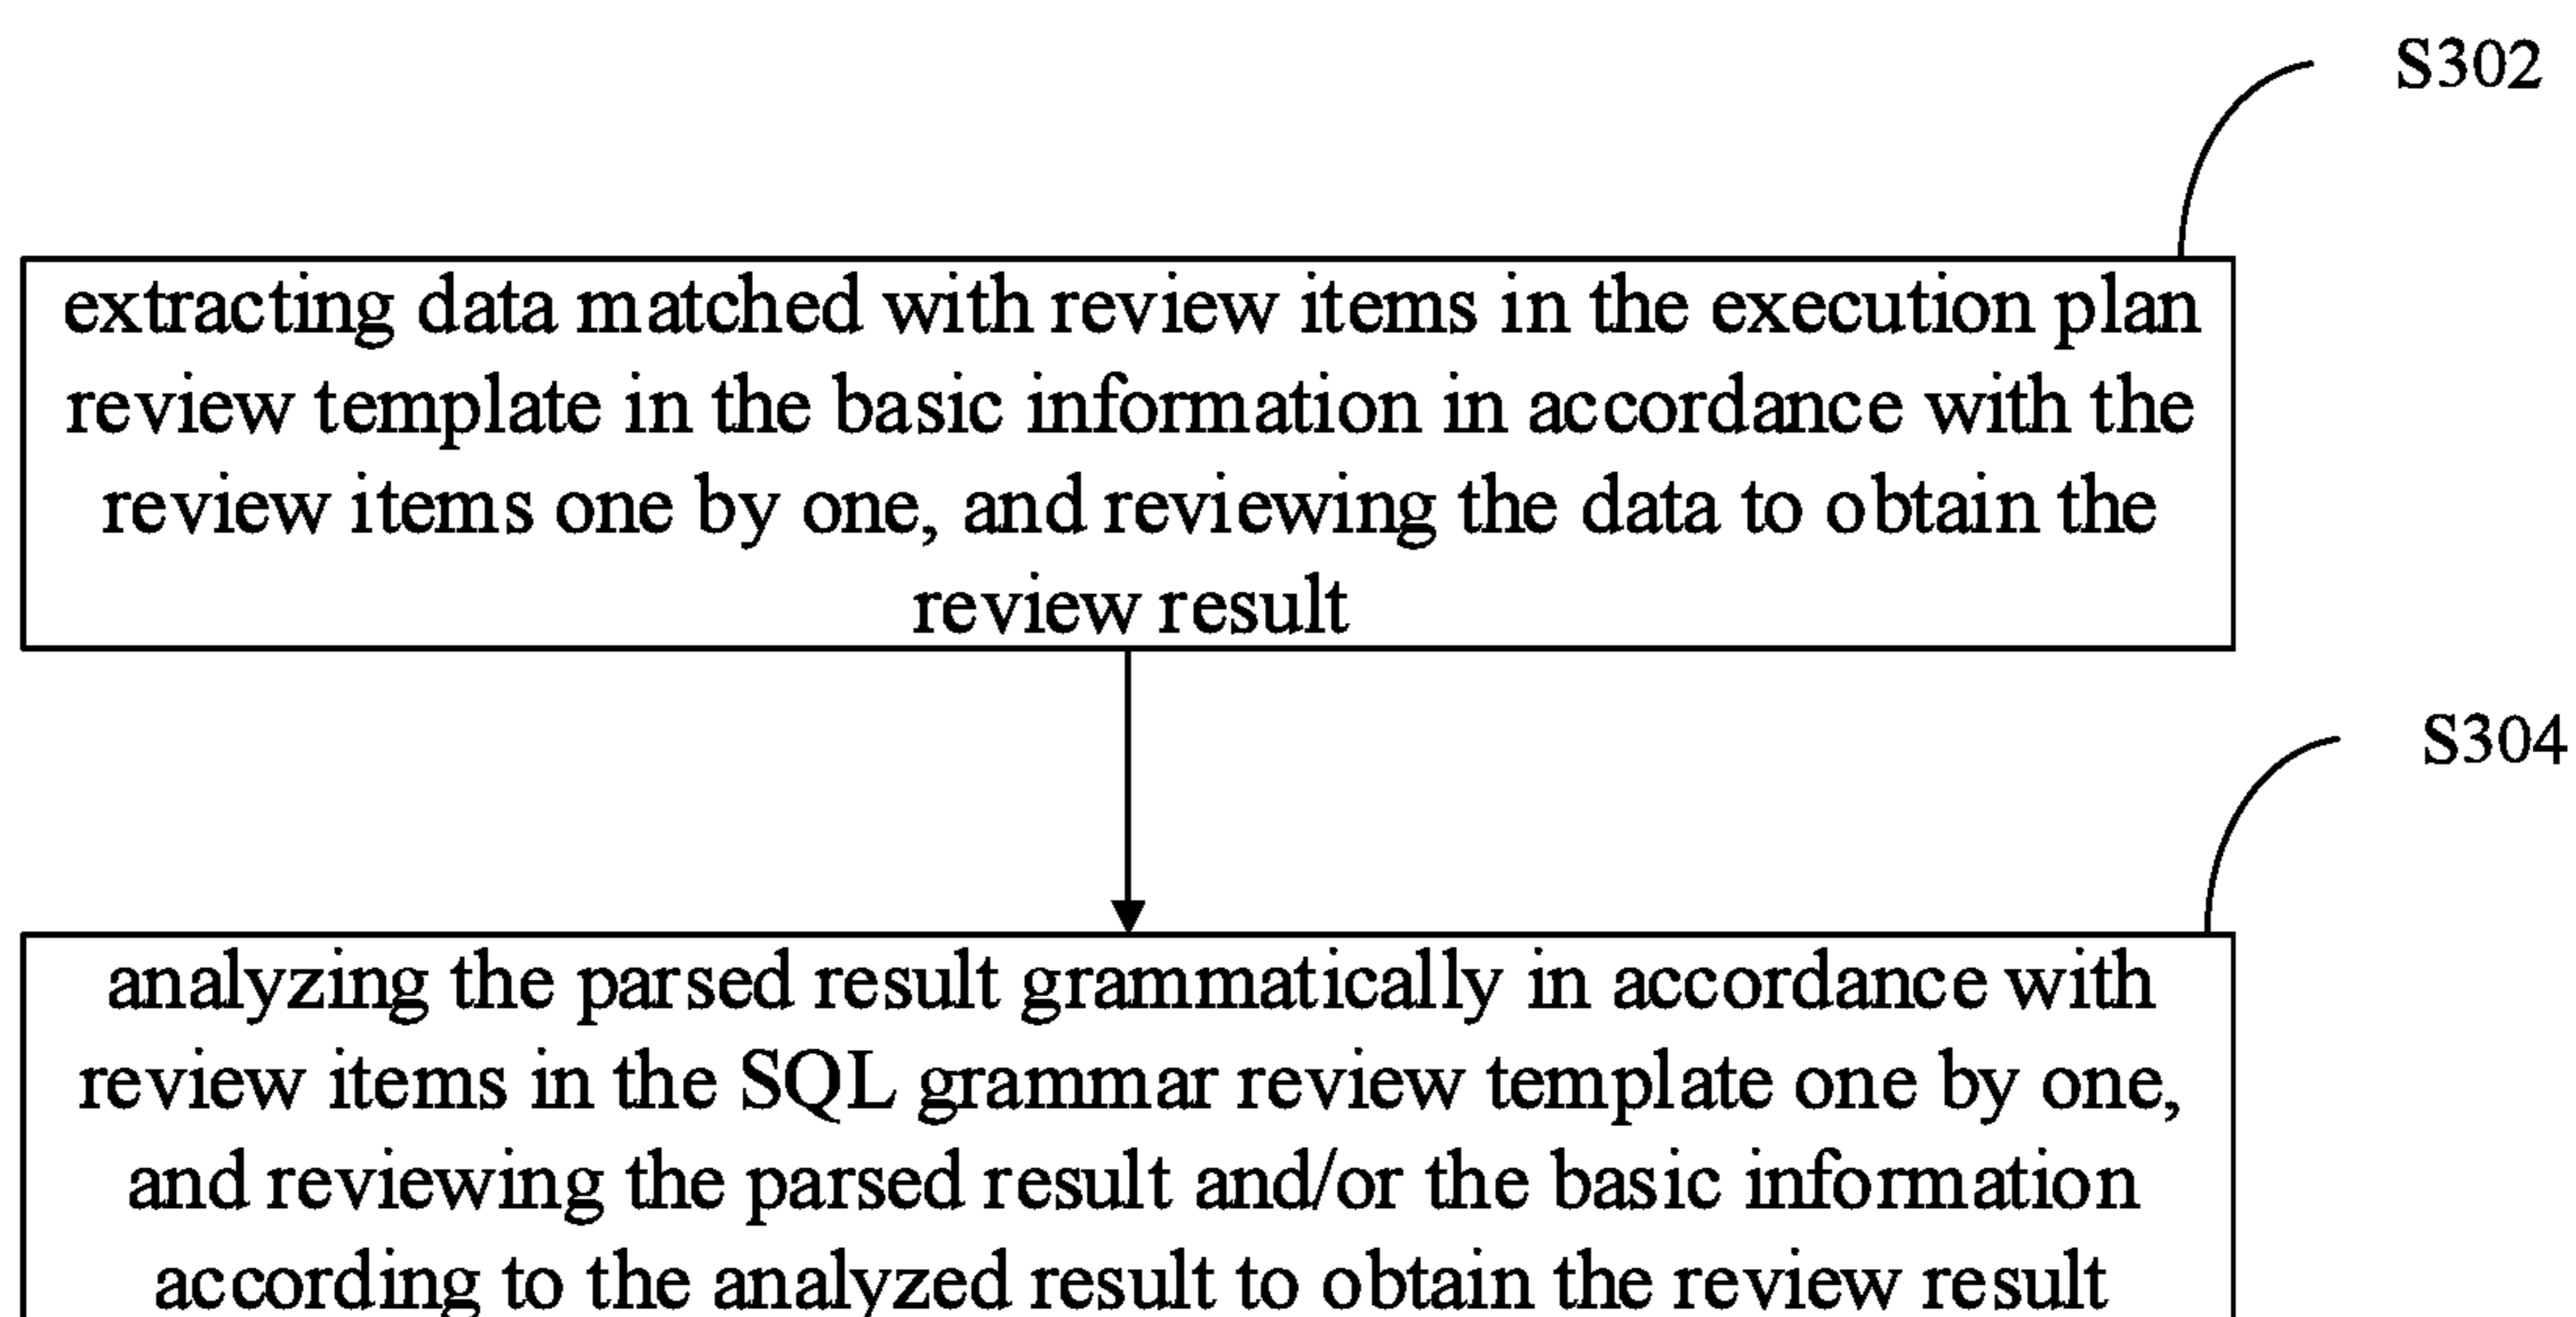 S302
extracting data matched with review items in the execution plan
review template in the basic information in accordance with the
review items one by one, and reviewing the data to obtain the
review result
S304
analyzing the parsed result grammatically in accordance with
review items in the SQL grammar review template one by one,
and reviewing the parsed result and/or the basic information
according to the analyzed result to obtain the review result